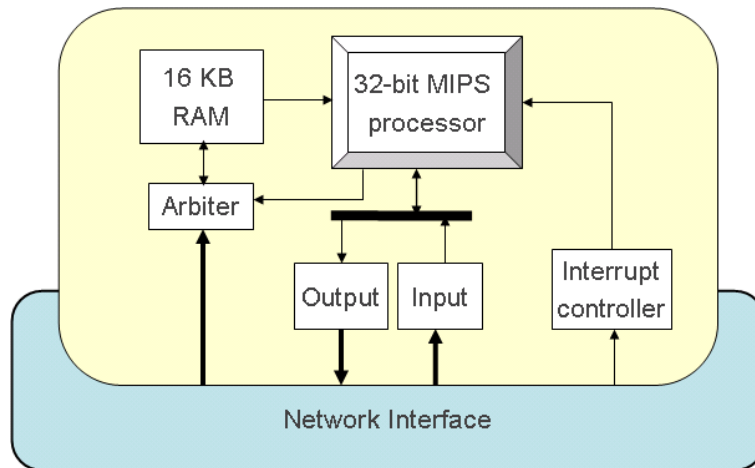 16 KB
RAM
32-bit MIPS
processor
Arbiter
Output
Input
Interrupt
controller
Network Interface